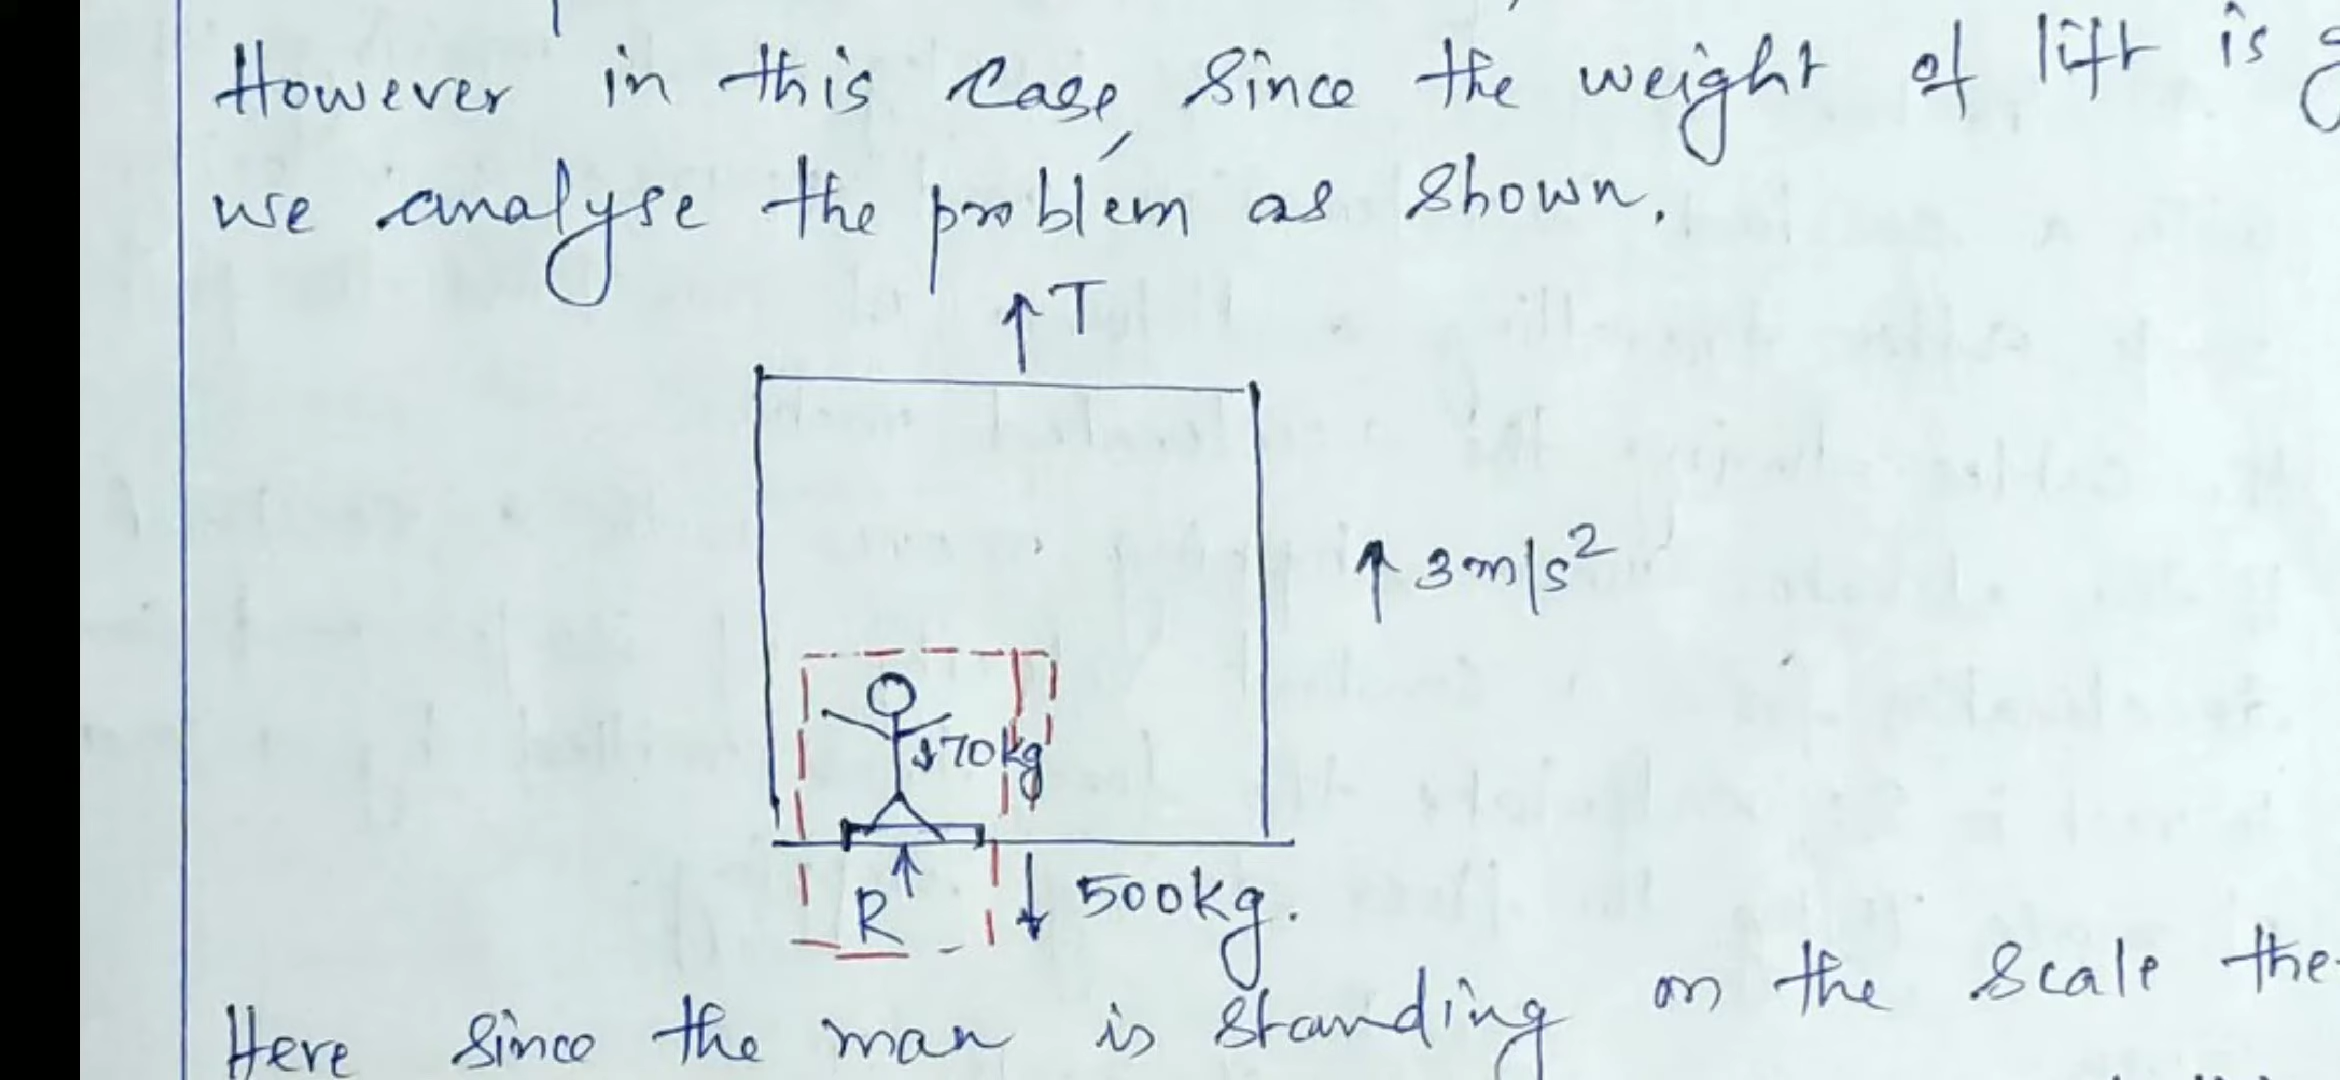 However in this case, since the weight of lift is
we analyse the problem as shown.
↑T
↑ 3m/s²
↓70kg
R↑
↓ 500kg.
Here since the man is standing on the scale the